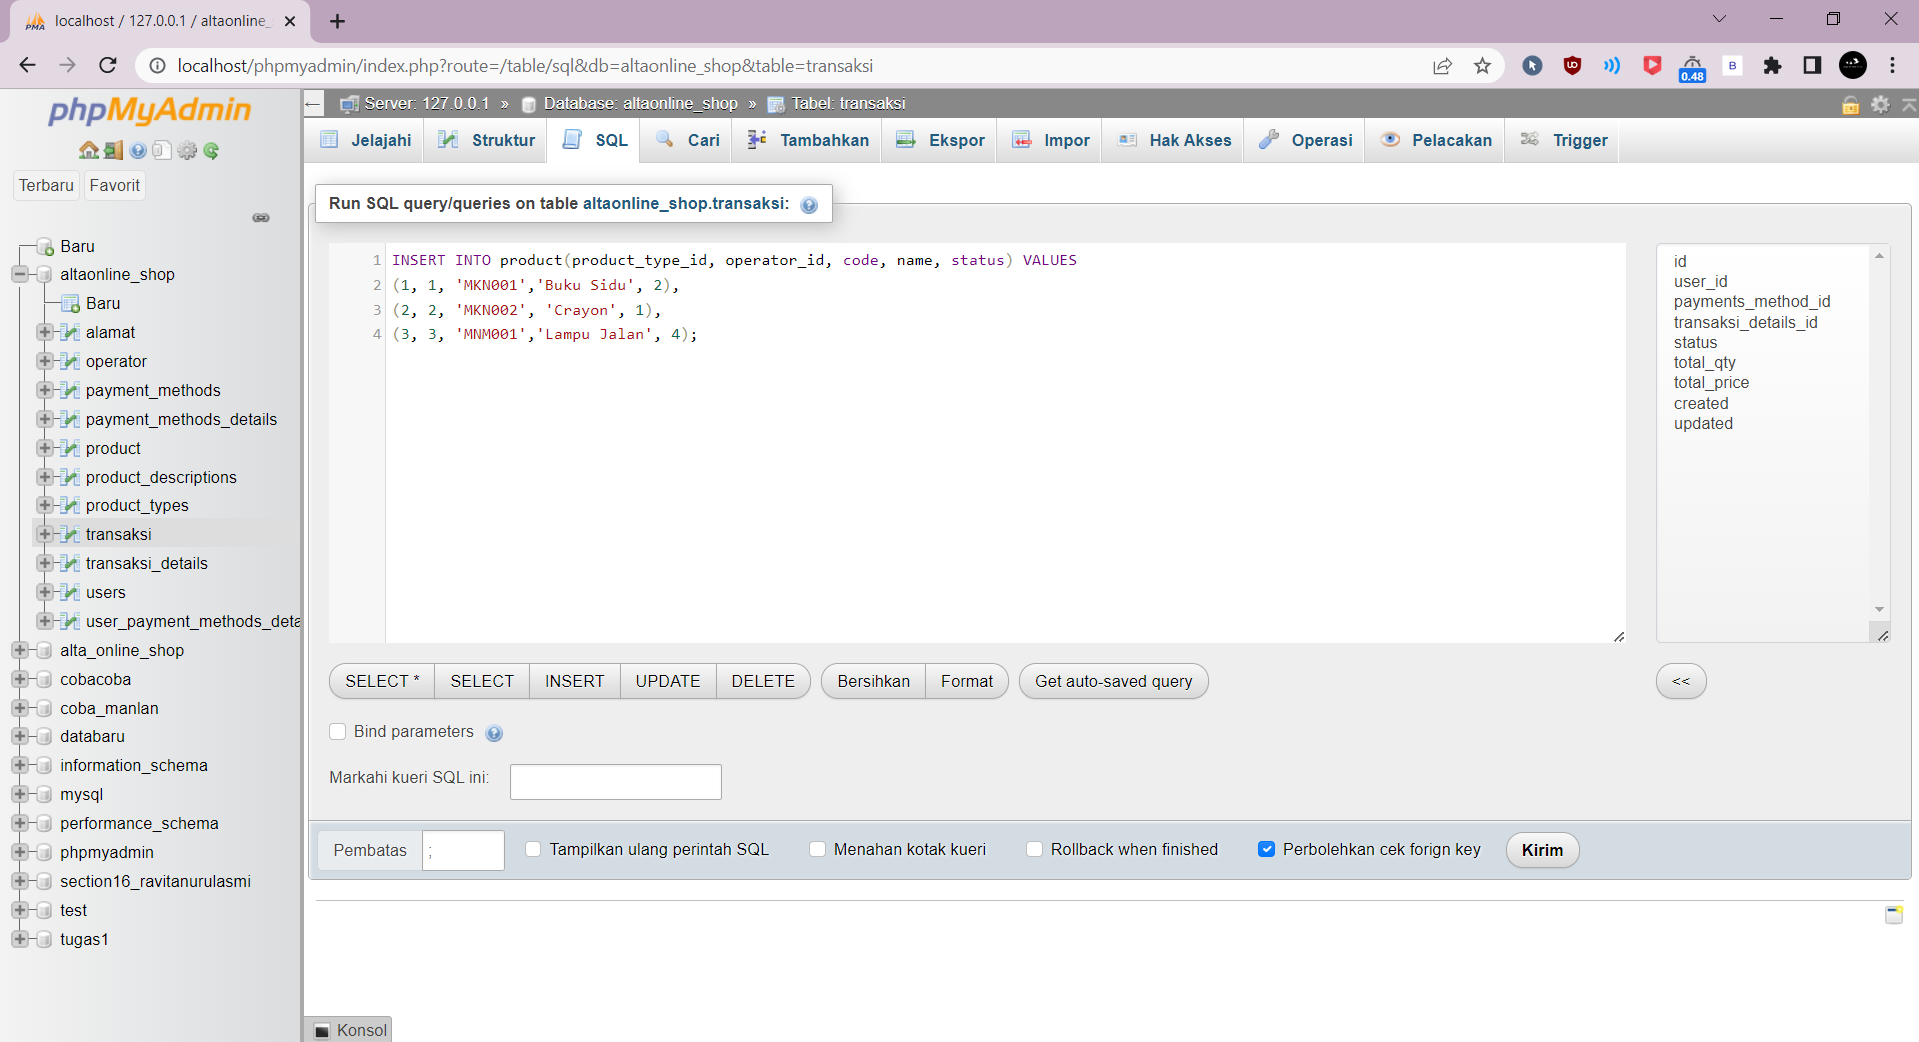 localhost / 127.0.0.1 / altaonline_
localhost/phpmyadmin/index.php?route=/table/sql&db=altaonline_shop&table=transaksi
0.48
B
phpMyAdmin
Terbaru
Favorit
Baru
altaonline_shop
Baru
alamat
operator
payment_methods
payment_methods_details
product
product_descriptions
product_types
transaksi
transaksi_details
users
user_payment_methods_deta
alta_online_shop
cobacoba
coba_manlan
databaru
information_schema
mysql
performance_schema
phpmyadmin
section16_ravitanurulasmi
test
tugas1
Server: 127.0.0.1 » Database: altaonline_shop » Tabel: transaksi
Jelajahi
Struktur
SQL
Cari
Tambahkan
Ekspor
Impor
Hak Akses
Operasi
Pelacakan
Trigger
Run SQL query/queries on table altaonline_shop.transaksi:
1 INSERT INTO product(product_type_id, operator_id, code, name, status) VALUES
2 (1, 1, 'MKN001','Buku Sidu', 2),
3 (2, 2, 'MKN002', 'Crayon', 1),
4 (3, 3, 'MNM001','Lampu Jalan', 4);
id
user_id
payments_method_id
transaksi_details_id
status
total_qty
total_price
created
updated
SELECT *
SELECT
INSERT
UPDATE
DELETE
Bersihkan
Format
Get auto-saved query
<<
Bind parameters
Markahi kueri SQL ini:
Pembatas
;
Tampilkan ulang perintah SQL
Menahan kotak kueri
Rollback when finished
Perbolehkan cek forign key
Kirim
Konsol